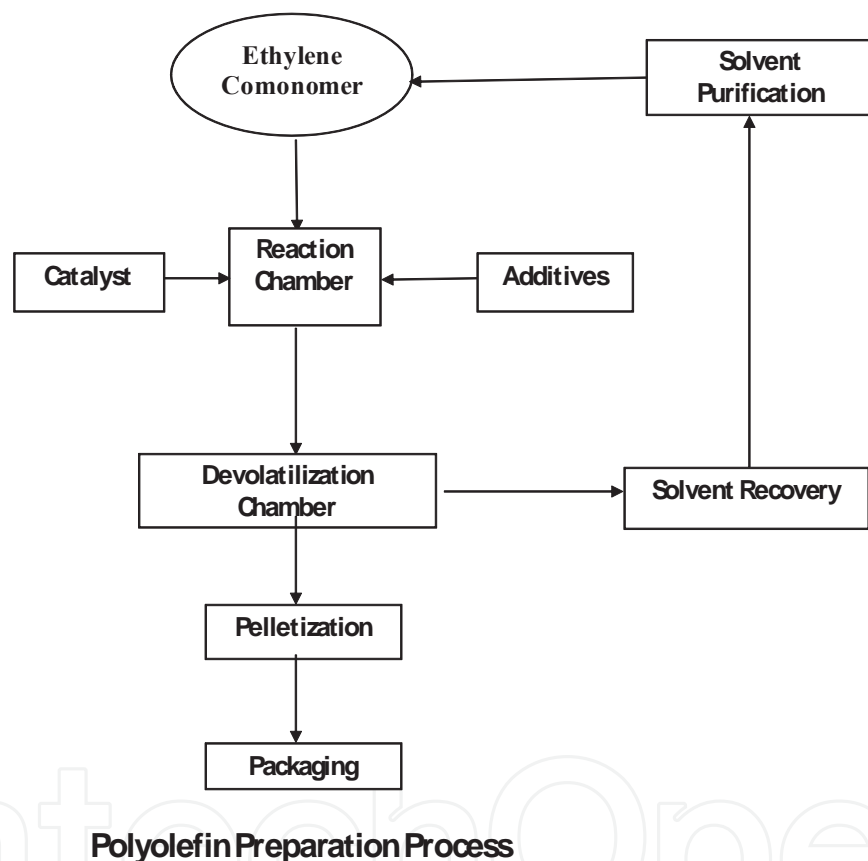 Ethylene
Comonomer
Solvent
Purification
Catalyst
Reaction
Chamber
Additives
Devolatilization
Chamber
Solvent Recovery
Pelletization
Packaging
Polyolefin Preparation Process